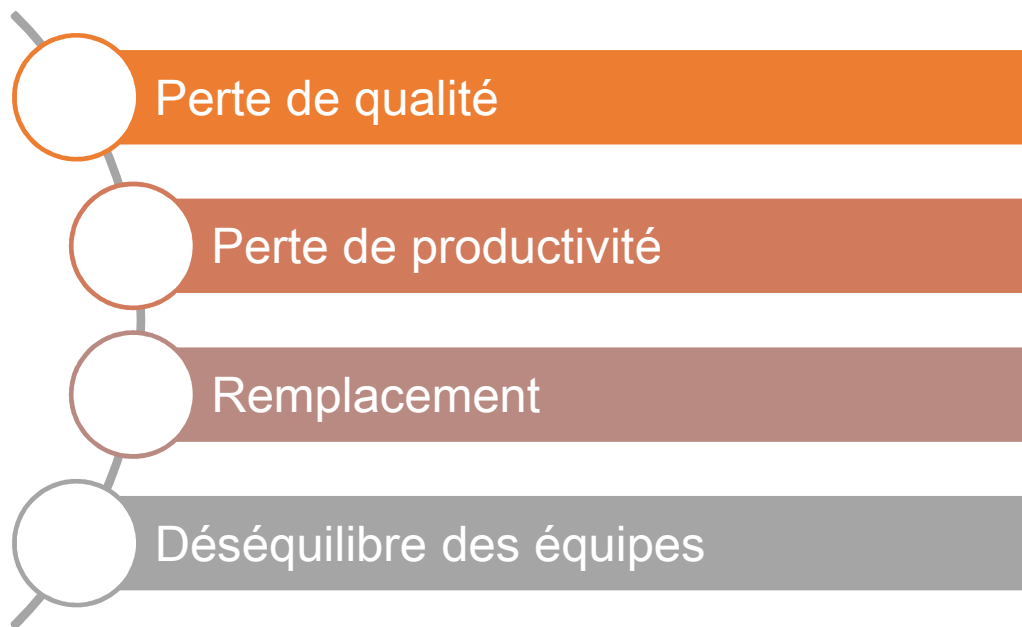 Perte de qualité
Perte de productivité
Remplacement
Déséquilibre des équipes